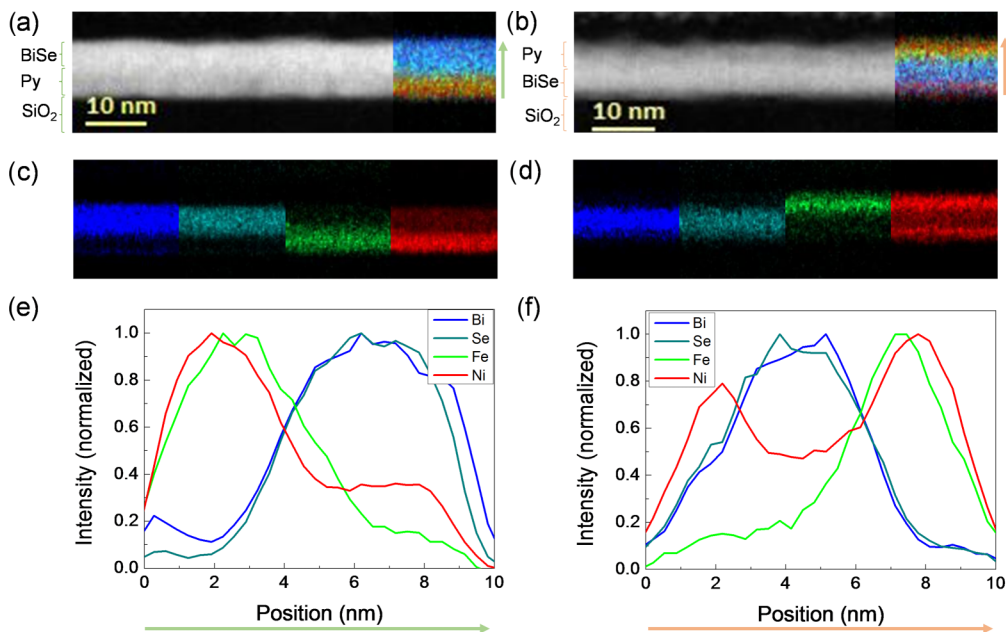 (a)
BiSe
Py
SiO₂
10 nm
(b)
Py
BiSe
SiO₂
10 nm
(c)
(d)
(e)
Intensity (normalized)
1.0
0.8
0.6
0.4
0.2
0.0
Bi
Se
Fe
Ni
0 2 4 6 8 10
Position (nm)
(f)
Intensity (normalized)
1.0
0.8
0.6
0.4
0.2
0.0
Bi
Se
Fe
Ni
0 2 4 6 8 10
Position (nm)